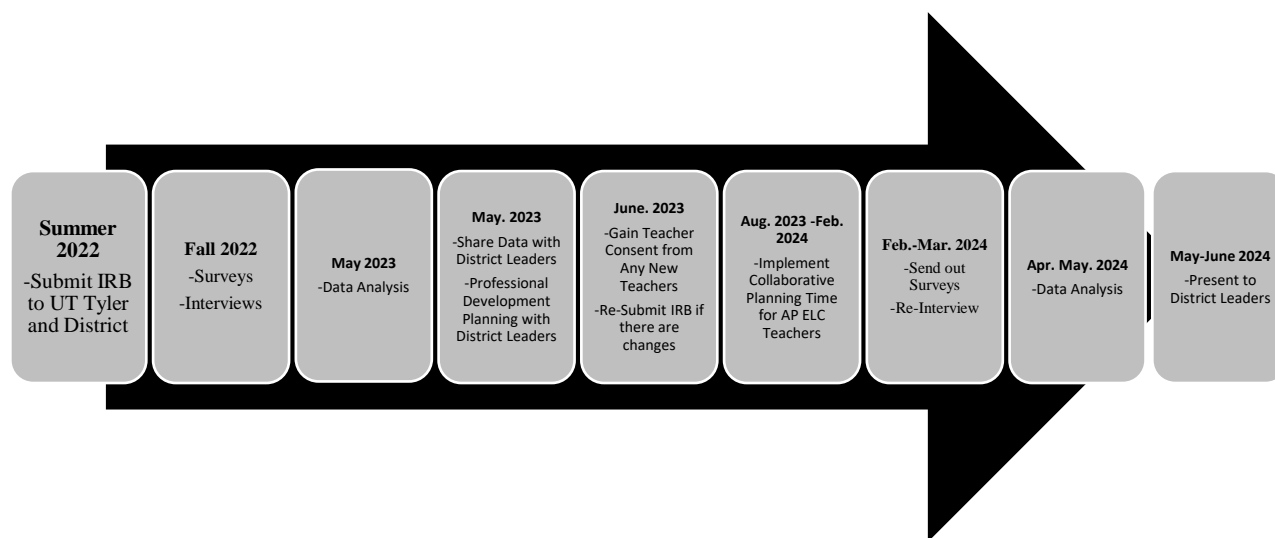 Summer
2022
-Submit IRB
to UT Tyler
and District
Fall 2022
-Surveys
-Interviews
May 2023
-Data Analysis
May. 2023
-Share Data with
District Leaders
-Professional
Development
Planning with
District Leaders
June. 2023
-Gain Teacher
Consent from
Any New
Teachers
-Re-Submit IRB if
there are
changes
Aug. 2023 -Feb.
2024
-Implement
Collaborative
Planning Time
for AP ELC
Teachers
Feb.-Mar. 2024
-Send out
Surveys
-Re-Interview
Apr. May. 2024
-Data Analysis
May-June 2024
-Present to
District Leaders